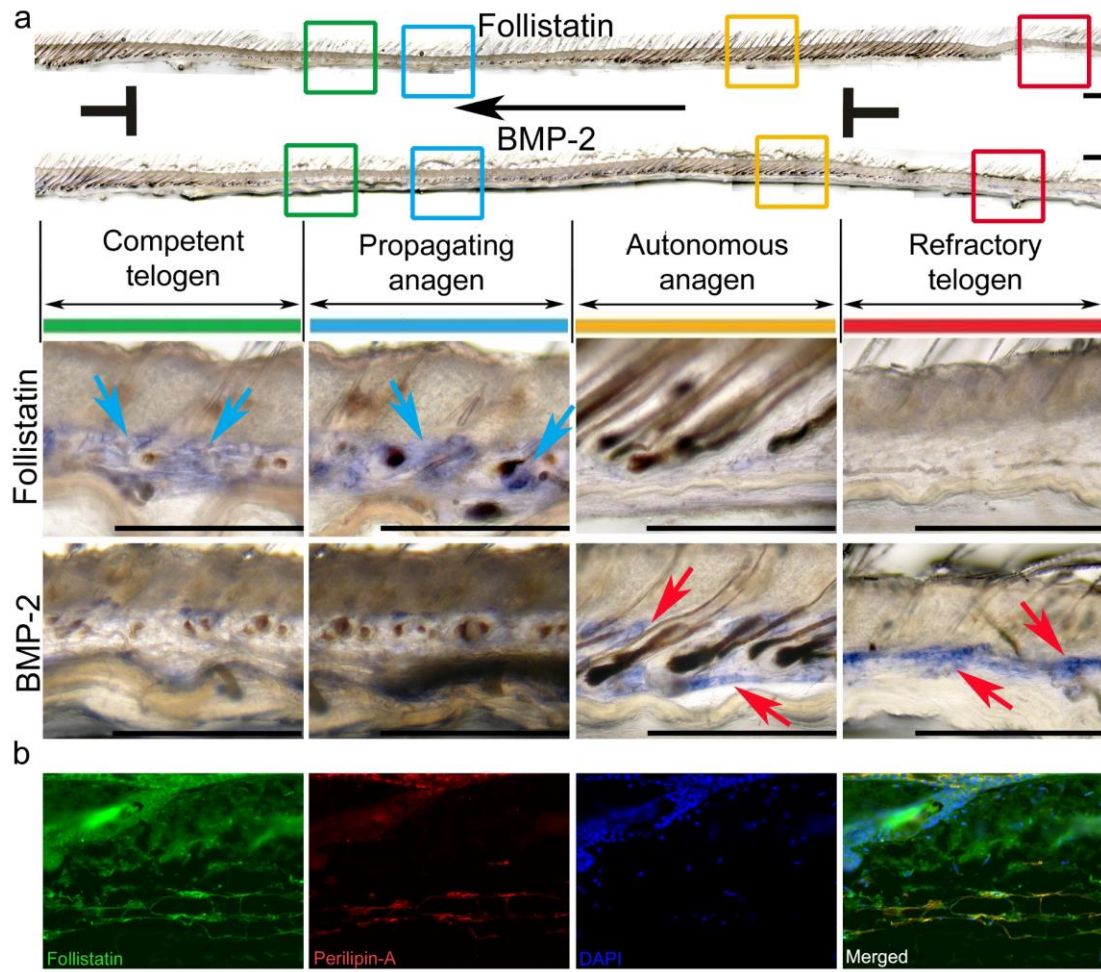 a
Follistatin
BMP-2
Competent
telogen
Propagating
anagen
Autonomous
anagen
Refractory
telogen
Follistatin
BMP-2
b
Follistatin
Perilipin-A
DAPI
Merged